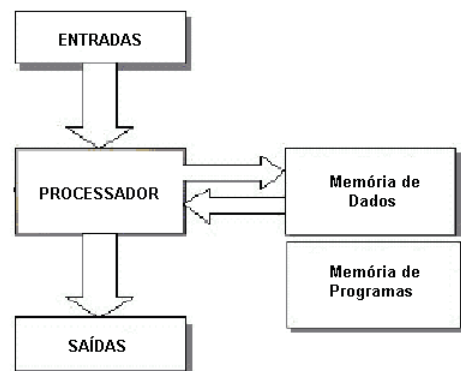 ENTRADAS
PROCESSADOR
Memória de
Dados
Memória de
Programas
SAÍDAS